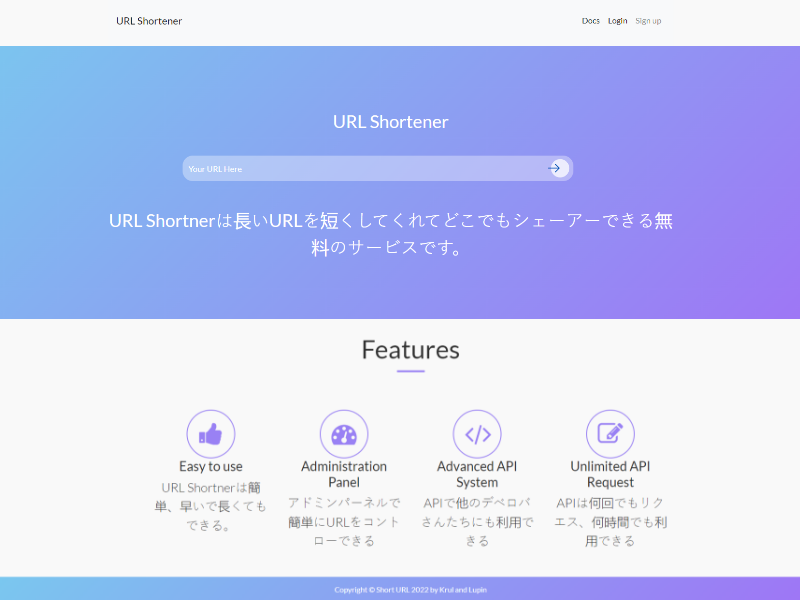 URL Shortener
Docs Login Sign up
URL Shortener
Your URL Here
URL Shortnerは長いURLを短くしてくれてどこでもシェーアーできる無
料のサービスです。
Features
Easy to use
URL Shortnerは簡
単、早いで長くても
できる。
Administration
Panel
アドミンパーネルで
簡単にURLをコント
ローできる
Advanced API
System
APIで他のデベロパ
さんたちにも利用で
きる
Unlimited API
Request
APIは何回でもリク
エス、何時間でも利
用できる
Copyright © Short URL 2022 by Krul and Lupin